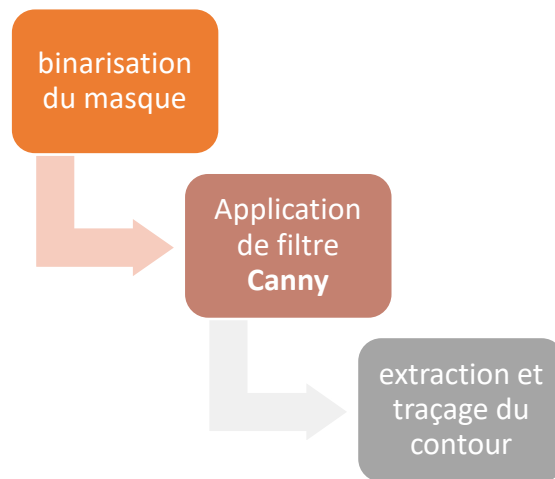 binarisation
du masque
Application
de filtre
Canny
extraction et
traçage du
contour